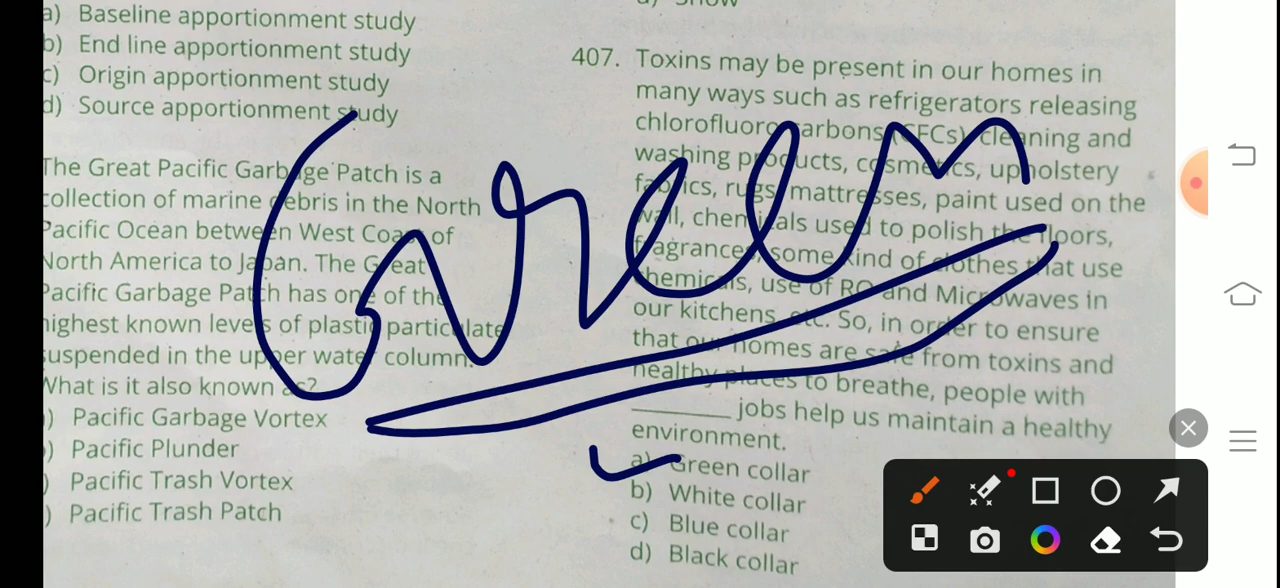 a) Baseline apportionment study
b) End line apportionment study
c) Origin apportionment study
d) Source apportionment study
The Great Pacific Garbage Patch is a
collection of marine debris in the North
Pacific Ocean between West Coast of
North America to Japan. The Great
Pacific Garbage Patch has one of the
highest known levels of plastic particulate
suspended in the upper water column.
What is it also known as?
) Pacific Garbage Vortex
) Pacific Plunder
) Pacific Trash Vortex
) Pacific Trash Patch
407. Toxins may be present in our homes in
many ways such as refrigerators releasing
chlorofluorocarbons (CFCs), cleaning and
washing products, cosmetics, upholstery
fabrics, rugs, mattresses, paint used on the
wall, chemicals used to polish the floors,
fragrances, some kind of clothes that use
chemicals, use of RO and Microwaves in
our kitchens, etc. So, in order to ensure
that our homes are safe from toxins and
healthy places to breathe, people with
________ jobs help us maintain a healthy
environment.
a) Green collar
b) White collar
c) Blue collar
d) Black collar
Green